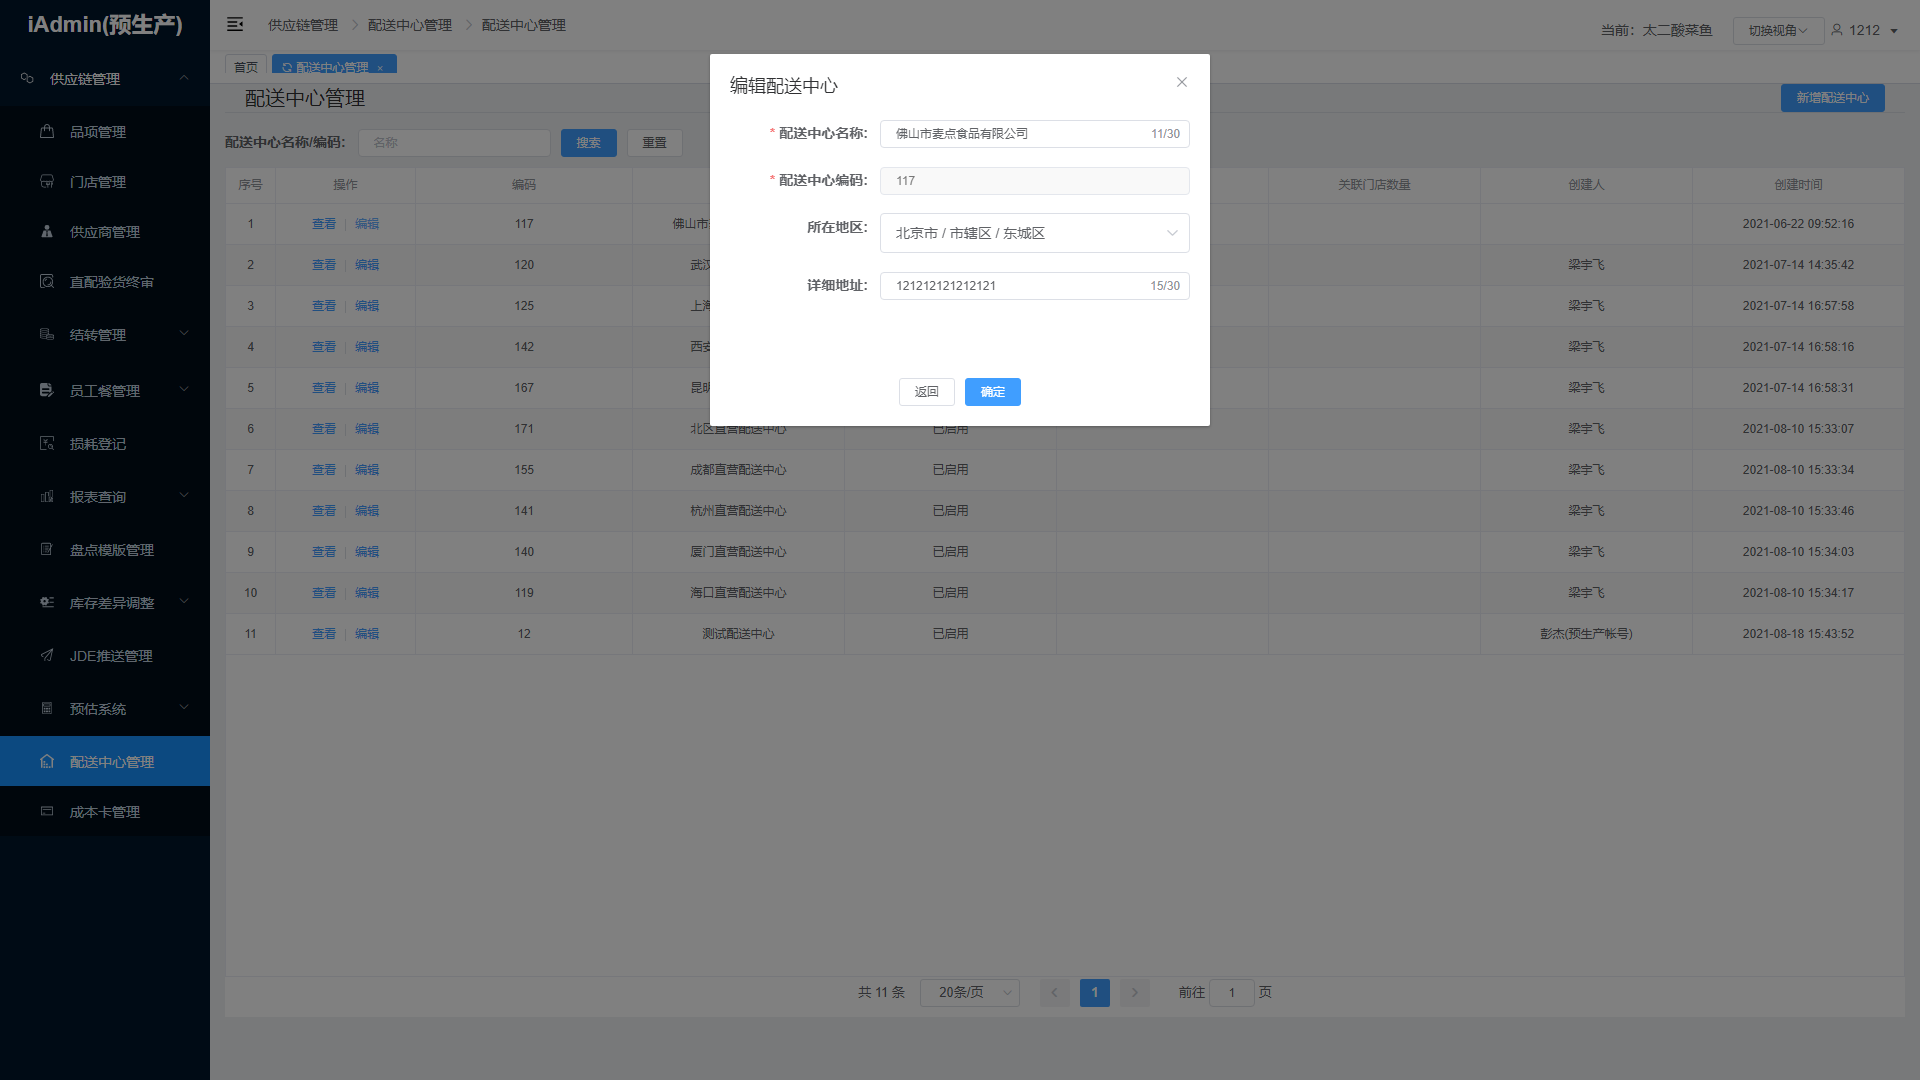 iAdmin(预生产)
供应链管理
品项管理
门店管理
供应商管理
直配验货终审
结转管理
员工餐管理
损耗登记
报表查询
盘点模版管理
库存差异调整
JDE推送管理
预估系统
配送中心管理
成本卡管理
供应链管理 配送中心管理 配送中心管理
当前：太二酸菜鱼 切换视角 1212
首页 配送中心管理 ×
配送中心管理
新增配送中心
配送中心名称/编码： 名称 搜索 重置
序号 操作 编码 关联门店数量 创建人 创建时间
1 查看 编辑 117 佛山市 2021-06-22 09:52:16
2 查看 编辑 120 武汉 梁宇飞 2021-07-14 14:35:42
3 查看 编辑 125 上海 梁宇飞 2021-07-14 16:57:58
4 查看 编辑 142 西安 梁宇飞 2021-07-14 16:58:16
5 查看 编辑 167 昆明 梁宇飞 2021-07-14 16:58:31
6 查看 编辑 171 北区直营配送中心 已启用 梁宇飞 2021-08-10 15:33:07
7 查看 编辑 155 成都直营配送中心 已启用 梁宇飞 2021-08-10 15:33:34
8 查看 编辑 141 杭州直营配送中心 已启用 梁宇飞 2021-08-10 15:33:46
9 查看 编辑 140 厦门直营配送中心 已启用 梁宇飞 2021-08-10 15:34:03
10 查看 编辑 119 海口直营配送中心 已启用 梁宇飞 2021-08-10 15:34:17
11 查看 编辑 12 测试配送中心 已启用 彭杰(预生产帐号) 2021-08-18 15:43:52
共 11 条 20条/页 1 前往 1 页
编辑配送中心
* 配送中心名称： 佛山市麦点食品有限公司 11/30
* 配送中心编码： 117
所在地区： 北京市 / 市辖区 / 东城区
详细地址： 121212121212121 15/30
返回 确定